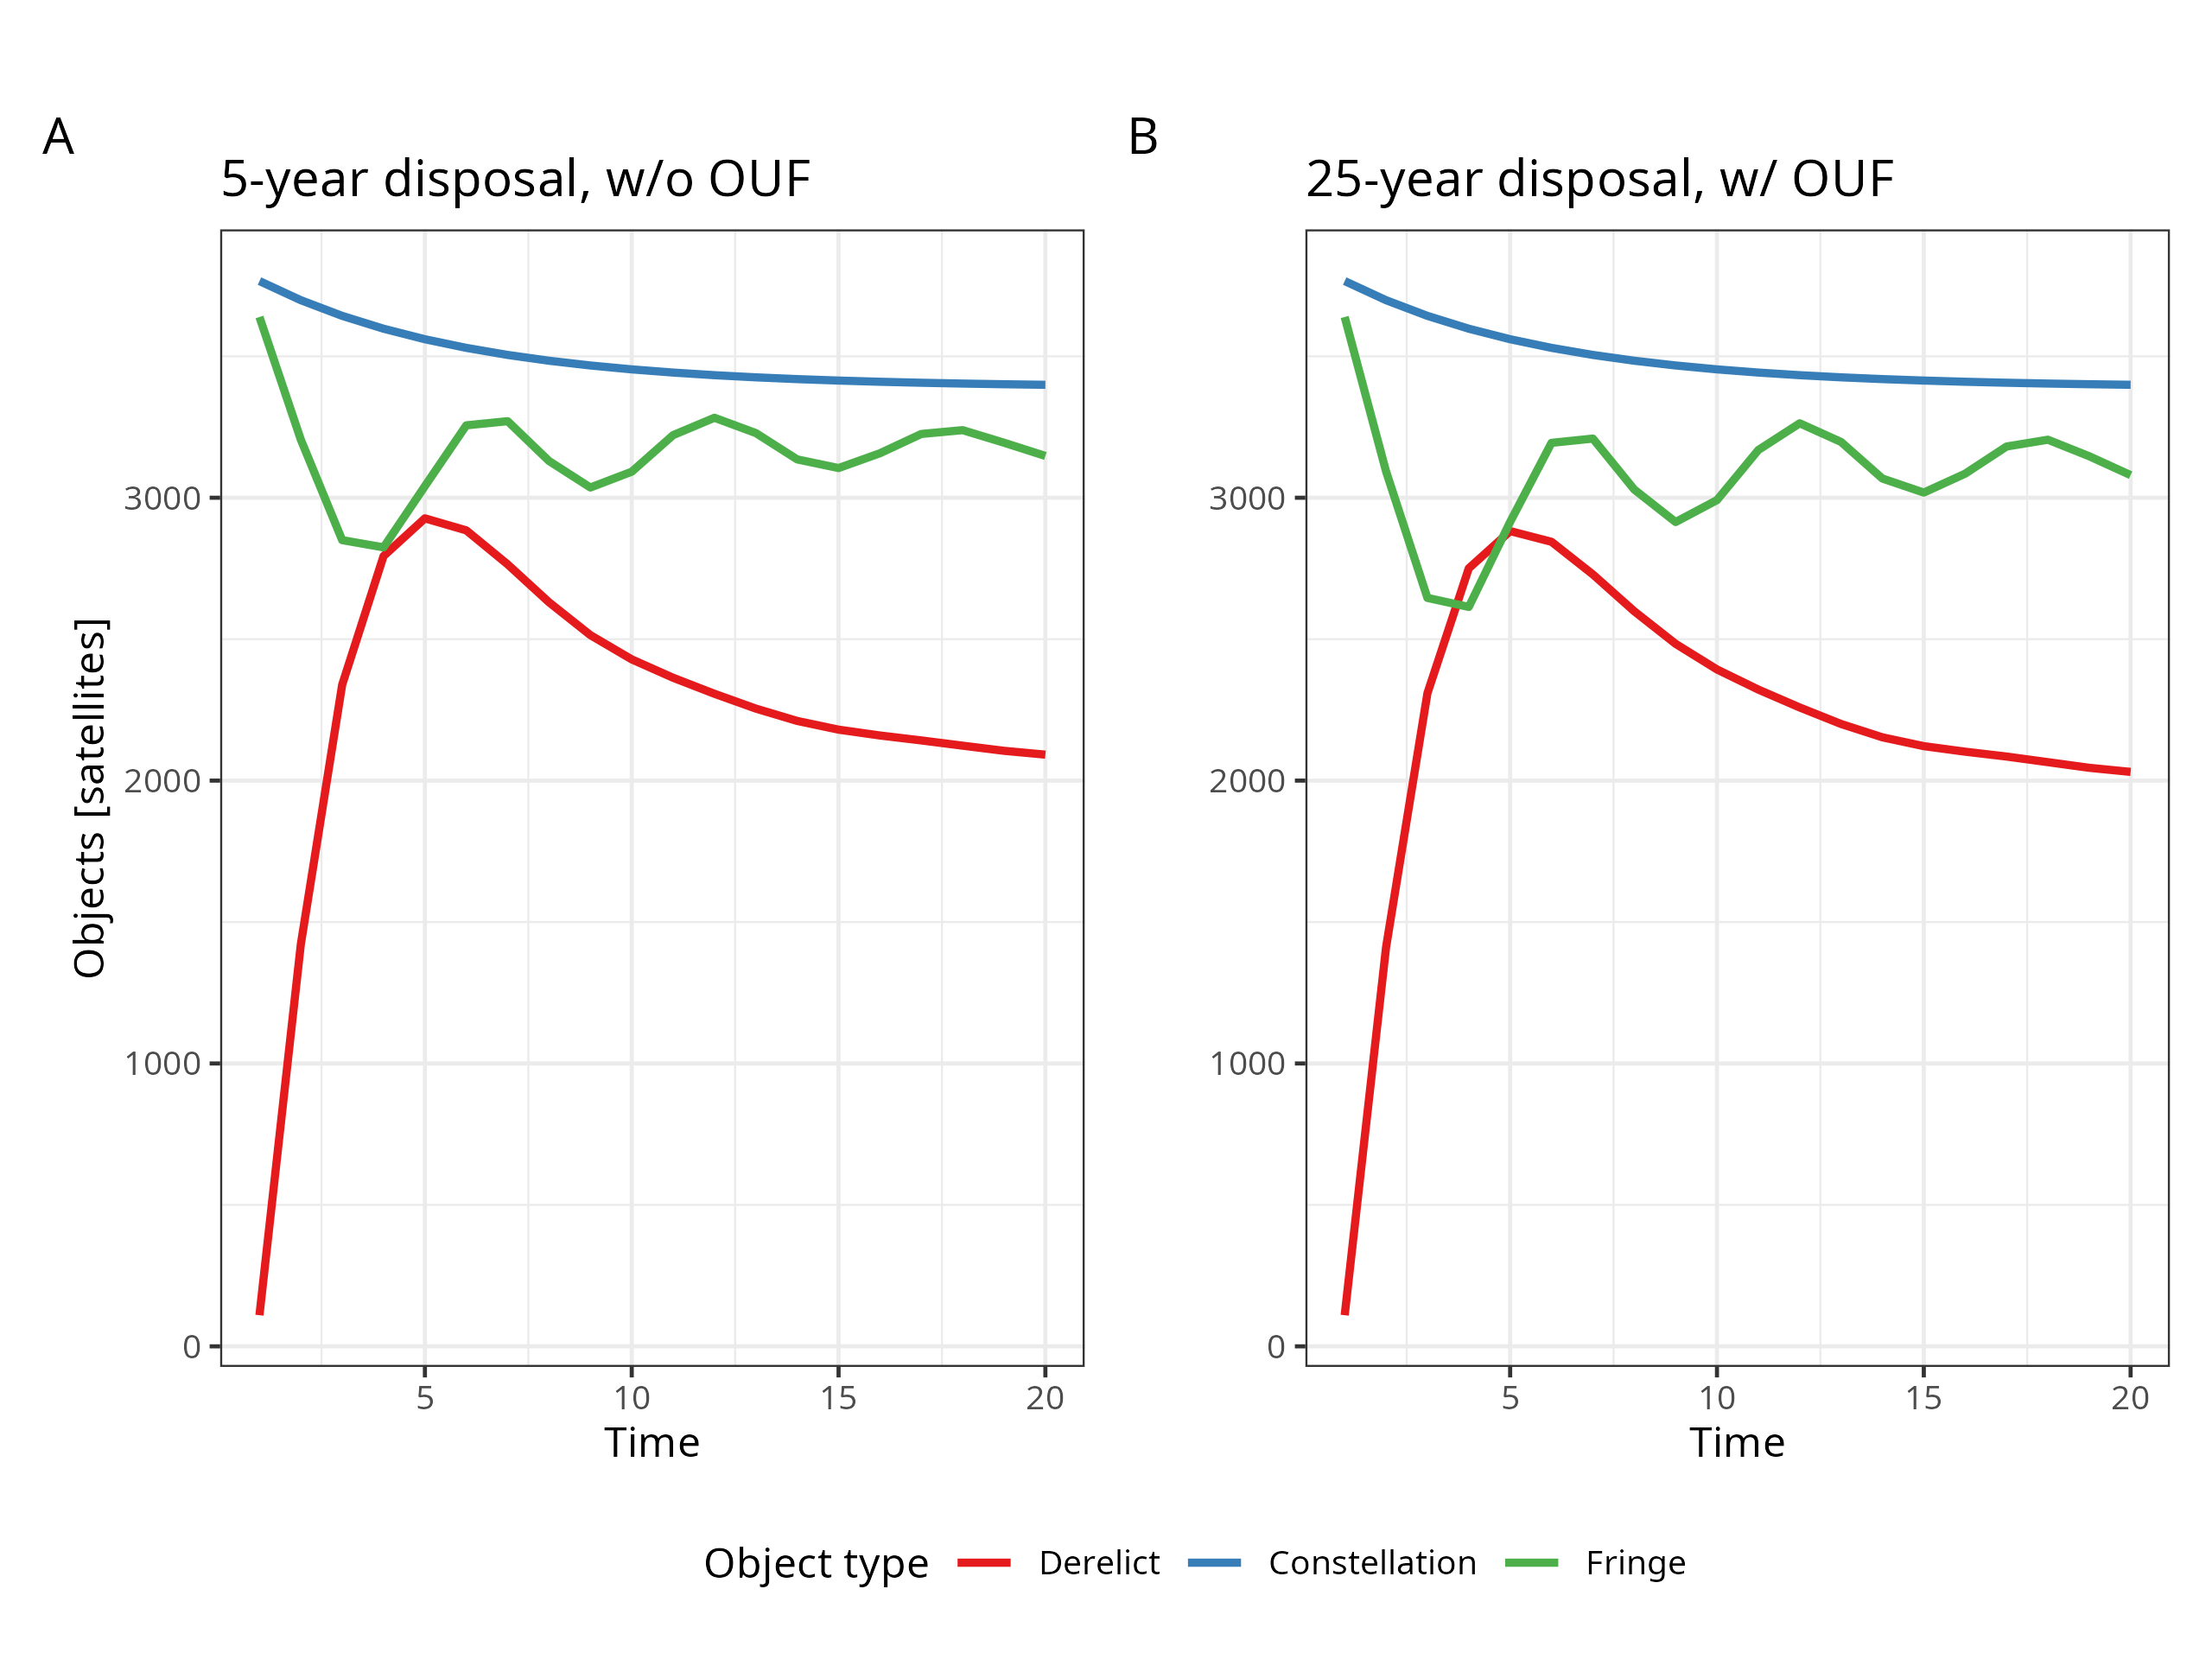 A
5-year disposal, w/o OUF
B
25-year disposal, w/ OUF
Objects [satellites]
3000
2000
1000
0
5 10 15 20
Time
3000
2000
1000
0
5 10 15 20
Time
Object type Derelict Constellation Fringe